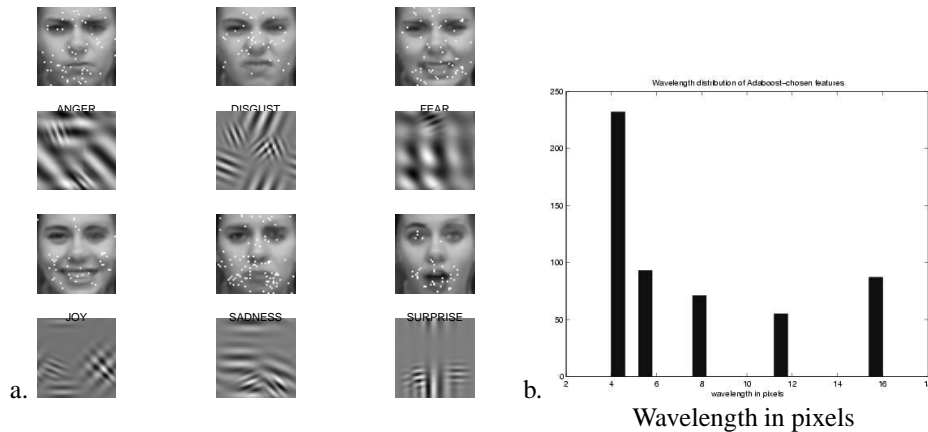 ANGER DISGUST FEAR
JOY SADNESS SURPRISE
a.
Wavelength distribution of Adaboost-chosen features
250
200
150
100
50
0
2 4 6 8 10 12 14 16 1
wavelength in pixels
b.
Wavelength in pixels